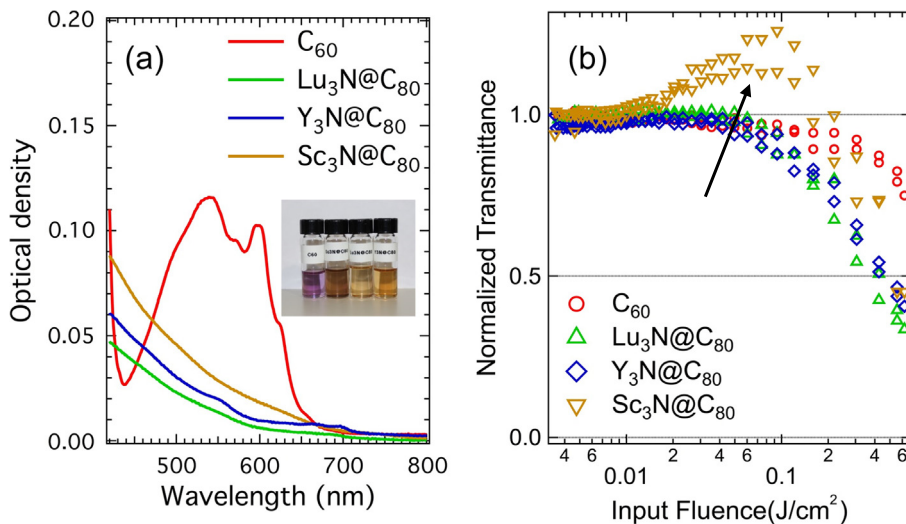 (a)
C₆₀
Lu₃N@C₈₀
Y₃N@C₈₀
Sc₃N@C₈₀
C60
0.20
0.15
0.10
0.05
0.00
Optical density
500 600 700 800
Wavelength (nm)
(b)
1.0
0.5
0.0
Normalized Transmittance
C₆₀
Lu₃N@C₈₀
Y₃N@C₈₀
Sc₃N@C₈₀
4 6 0.01 2 4 6 0.1 2 4 6
Input Fluence(J/cm²)